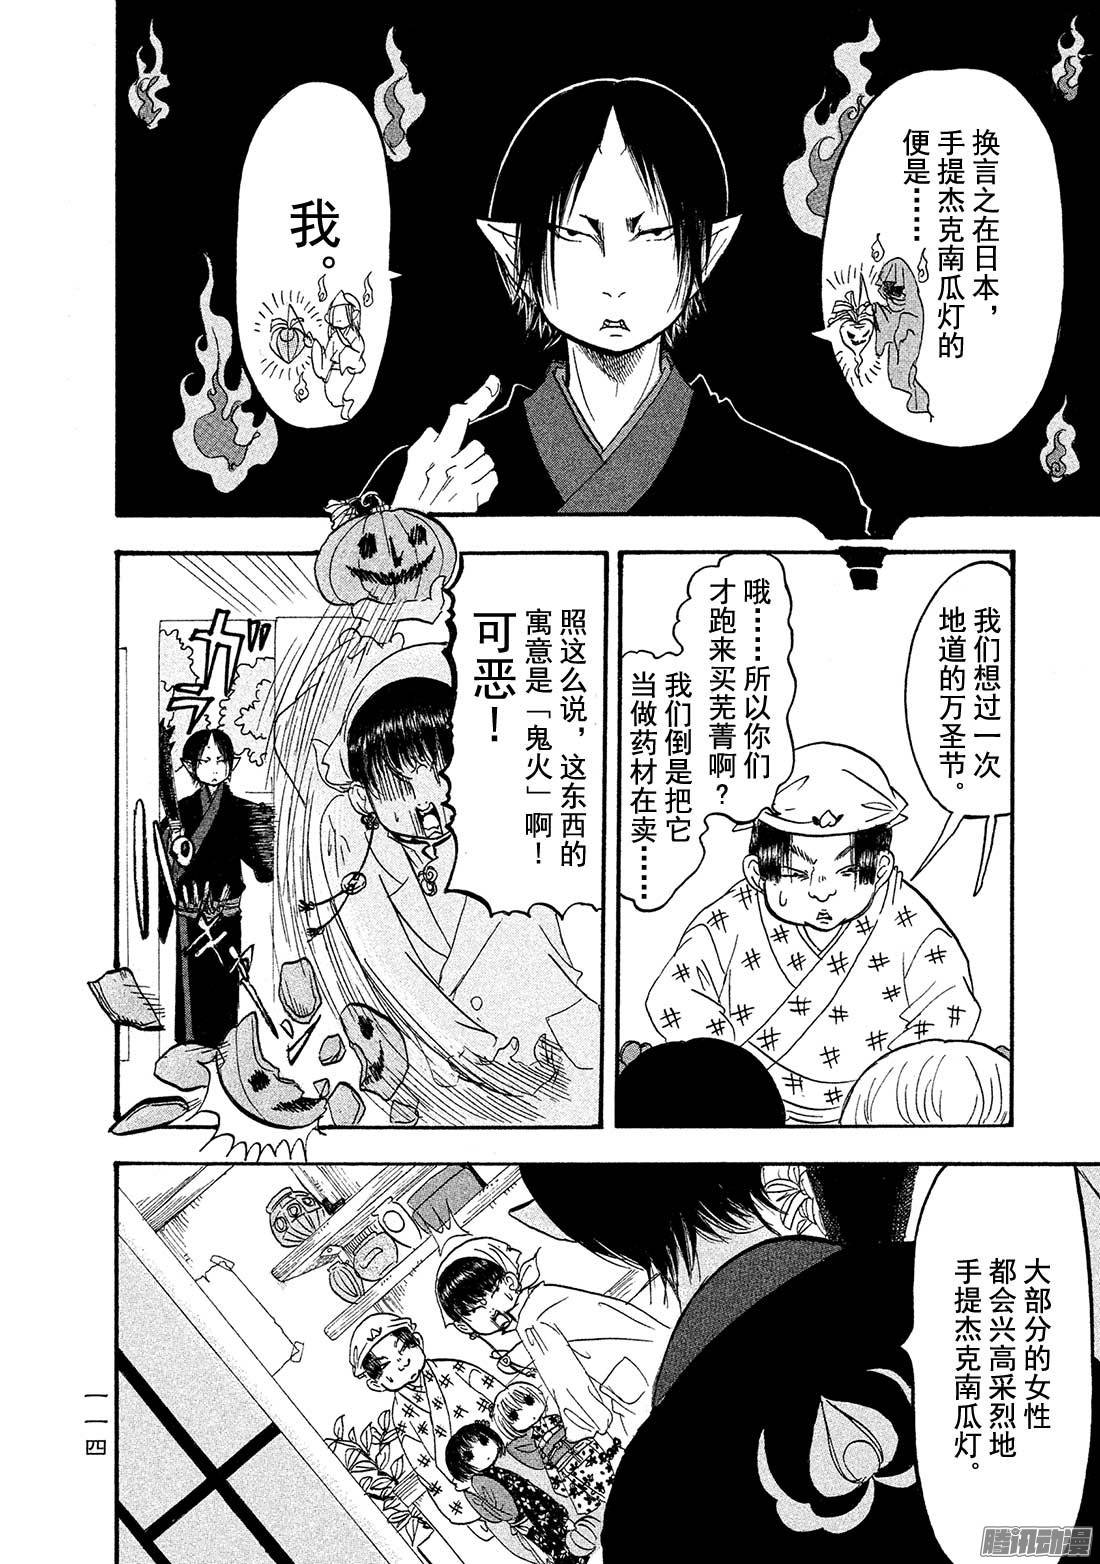 换言之在日本，
手提杰克南瓜灯的
便是……
我。
我们想过一次
地道的万圣节。
哦……所以你们
才跑来买芜菁啊？
我们倒是把它
当做药材在卖……
照这么说，这东西的
寓意是「鬼火」啊！
可恶！
ガラッ
大部分的女性
都会兴高采烈地
手提杰克南瓜灯。
一一四
腾讯动漫